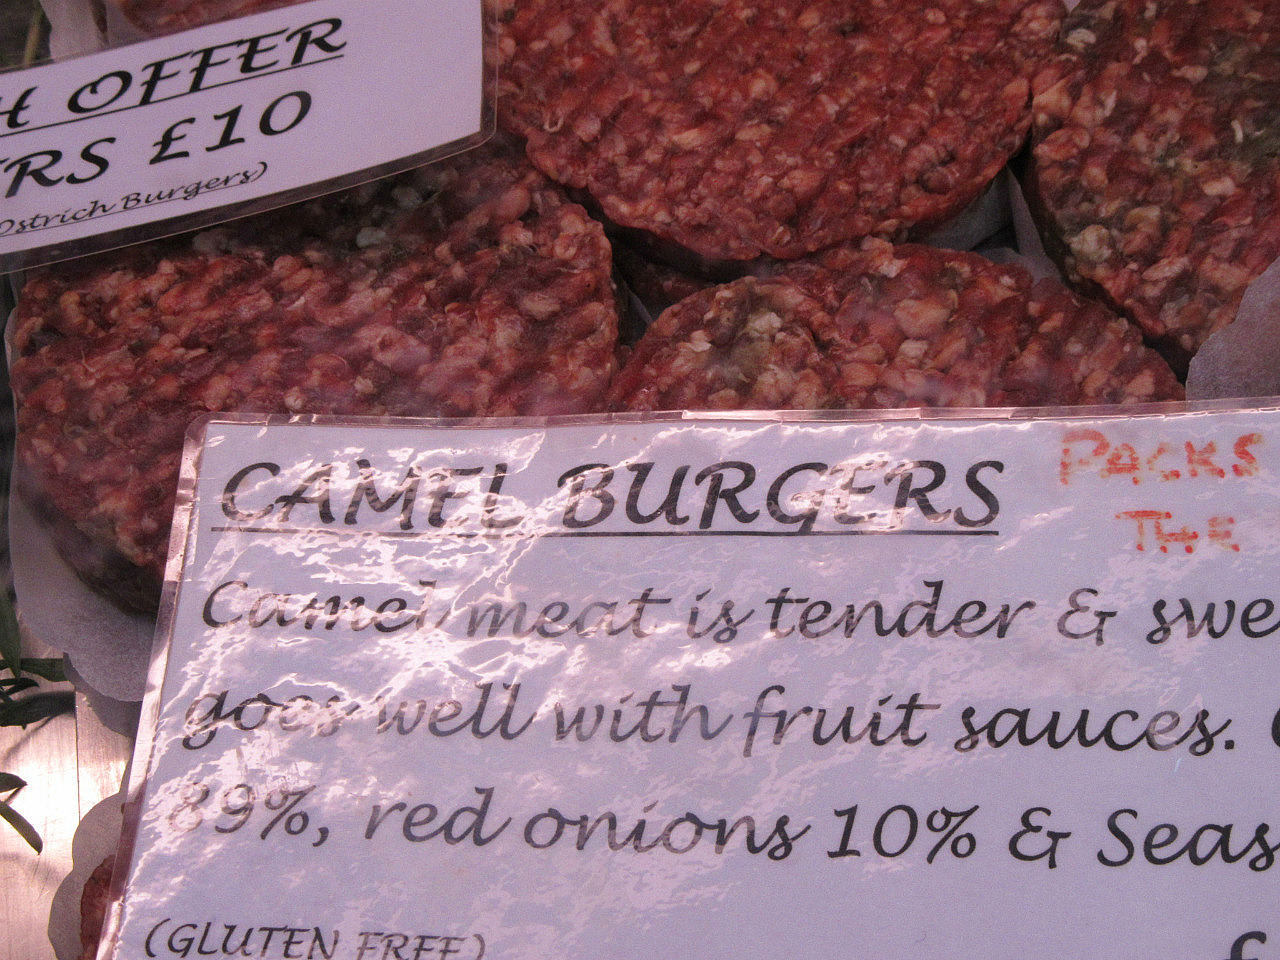 H OFFER
RS £10
Ostrich Burgers)
CAMEL BURGERS
PACKS
THE
Camel meat is tender & swe
goes well with fruit sauces.
89%, red onions 10% & Seas
(GLUTEN FREE)
£